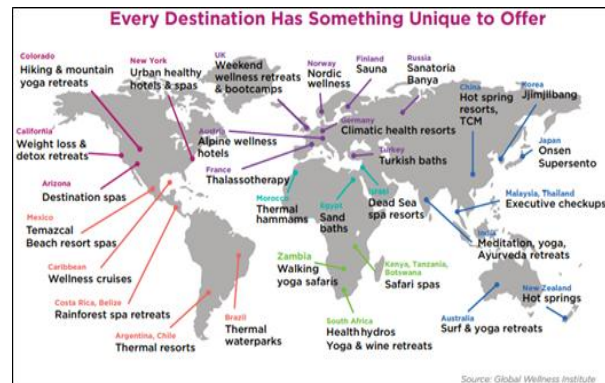 Every Destination Has Something Unique to Offer
Colorado
Hiking & mountain
yoga retreats
New York
Urban healthy
hotels & spas
UK
Weekend
wellness retreats
& bootcamps
Norway
Nordic
wellness
Finland
Sauna
Russia
Sanatoria
Banya
China
Hot spring
resorts,
TCM
Korea
Jjimjilbang
California
Weight loss &
detox retreats
Austria
Alpine wellness
hotels
Germany
Climatic health resorts
Japan
Onsen
Supersento
Arizona
Destination spas
France
Thalassotherapy
Turkey
Turkish baths
Mexico
Temazcal
Beach resort spas
Morocco
Thermal
hammams
Egypt
Sand
baths
Israel
Dead Sea
spa resorts
Malaysia, Thailand
Executive checkups
India
Meditation, yoga,
Ayurveda retreats
Caribbean
Wellness cruises
Zambia
Walking
yoga safaris
Kenya, Tanzania,
Botswana
Safari spas
Costa Rica, Belize
Rainforest spa retreats
Brazil
Thermal
waterparks
Argentina, Chile
Thermal resorts
South Africa
Health hydros
Yoga & wine retreats
Australia
Surf & yoga retreats
New Zealand
Hot springs
Source: Global Wellness Institute